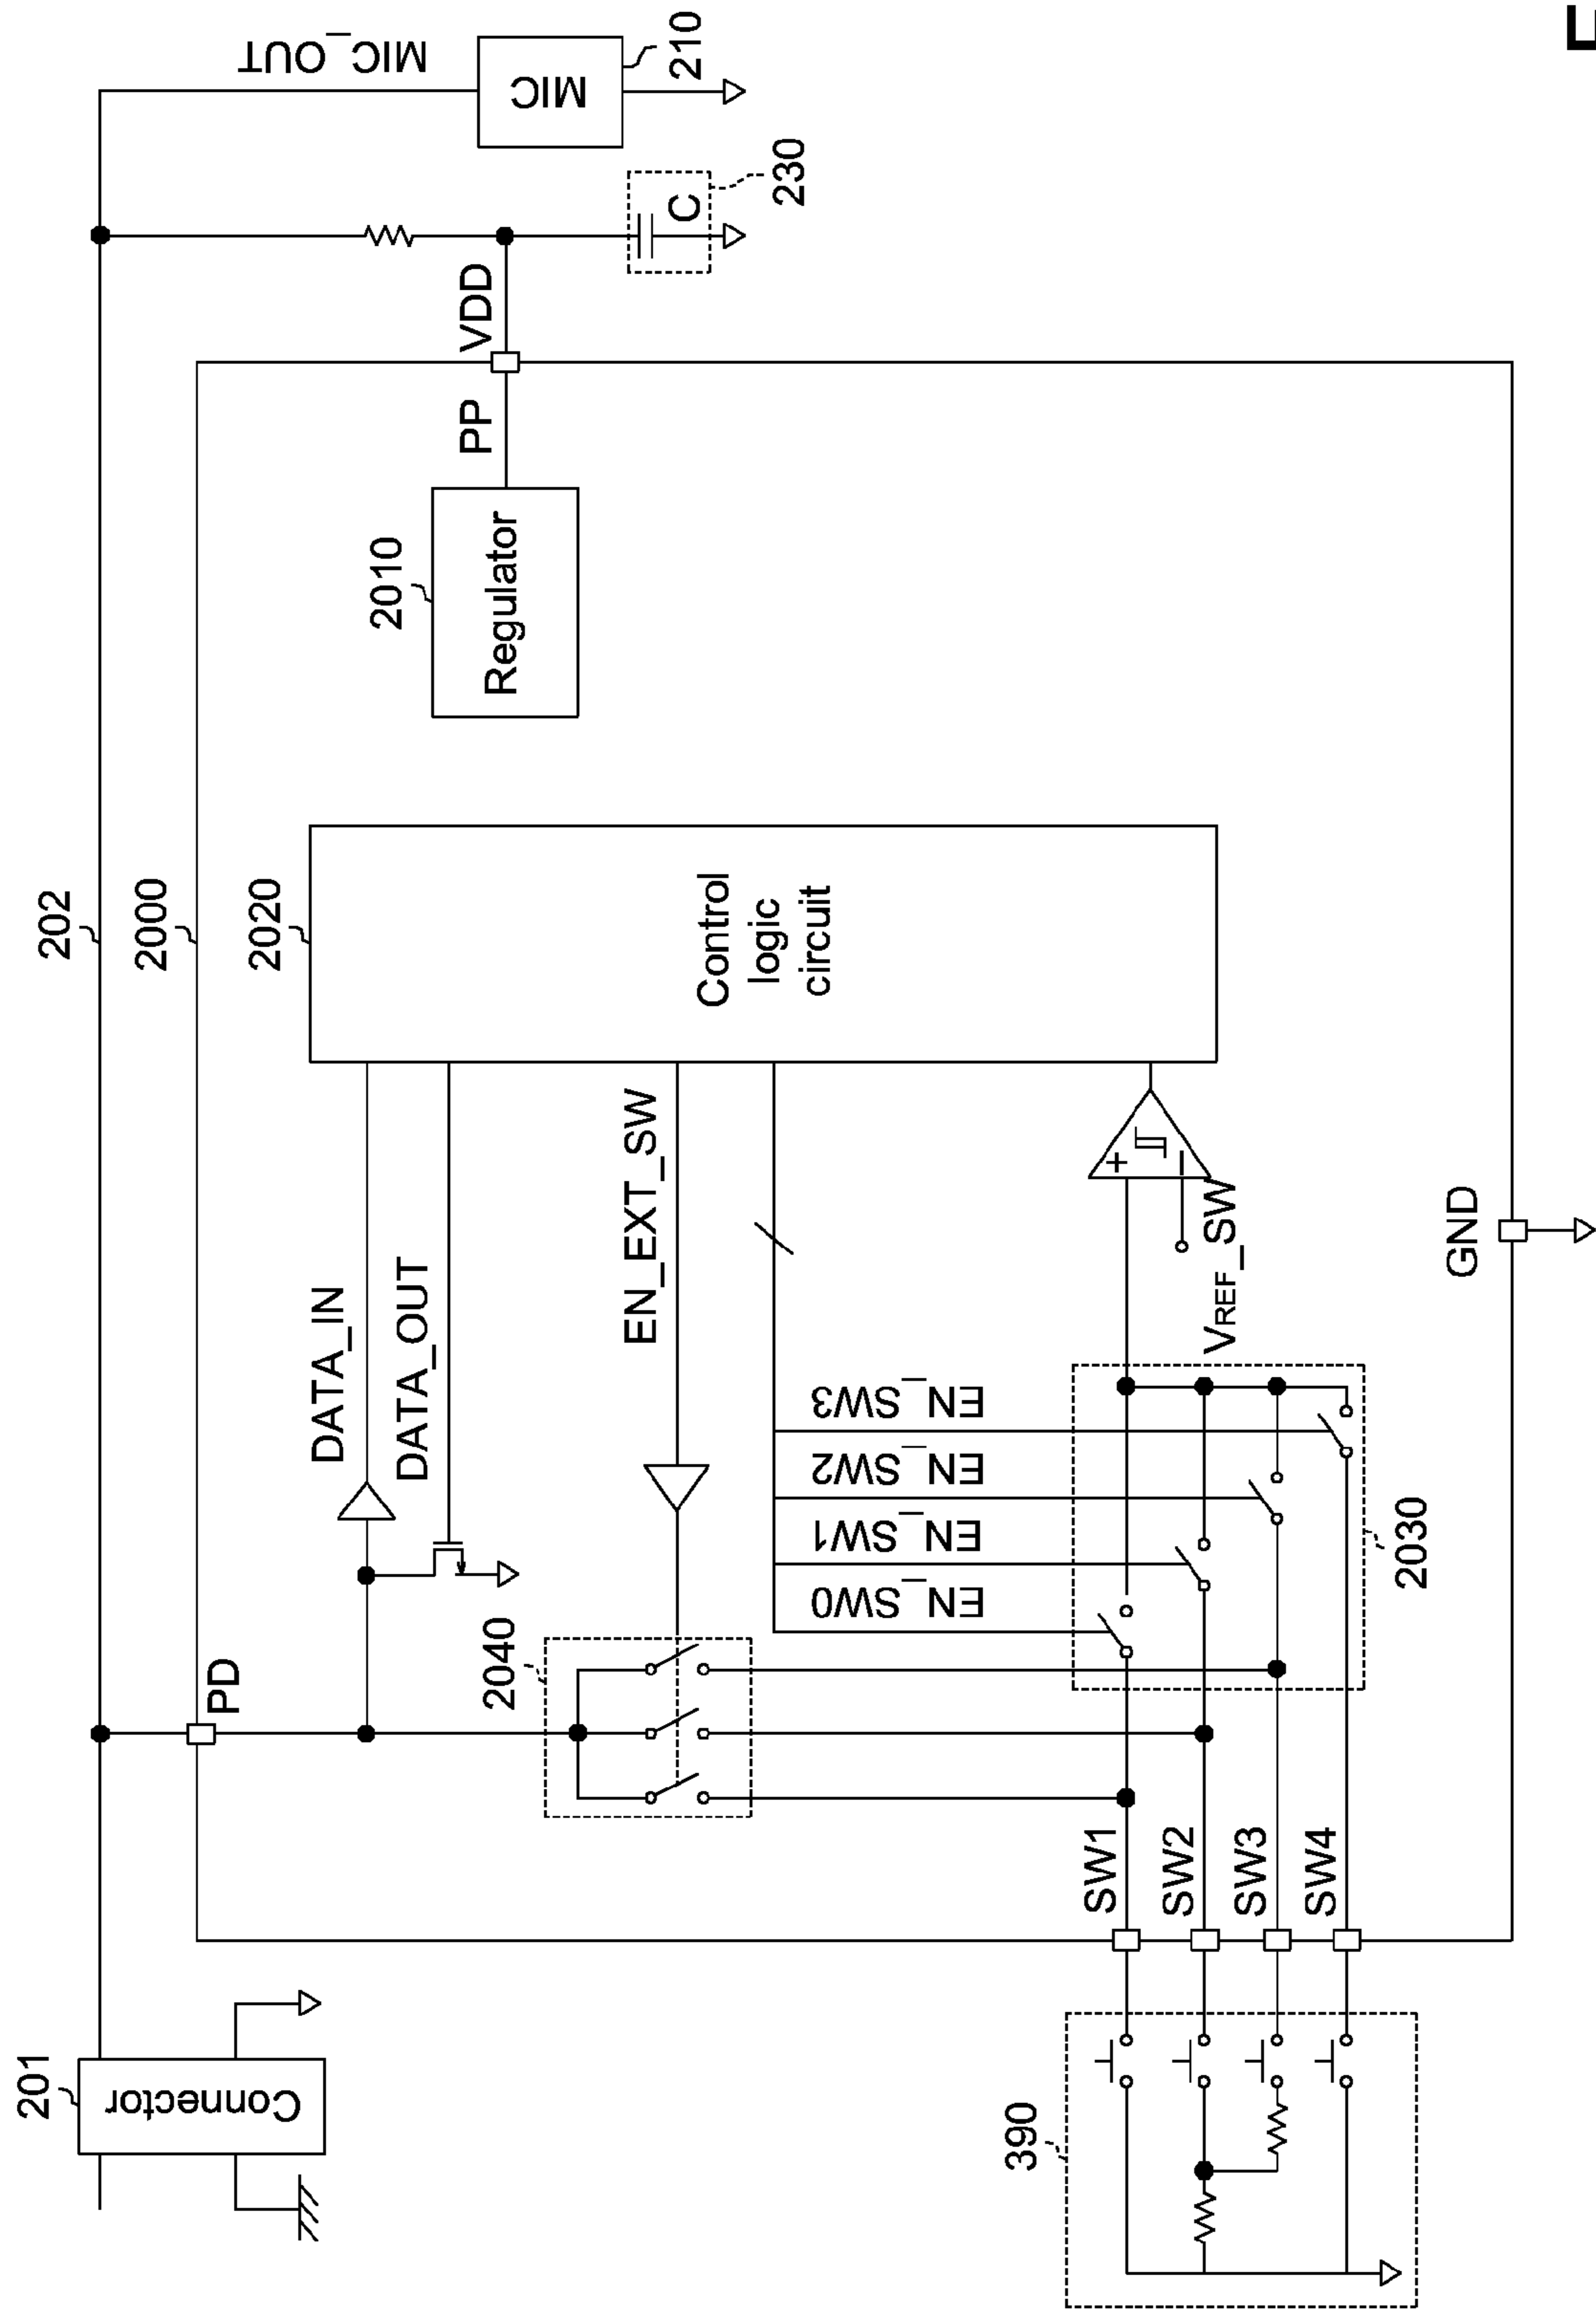 202
2000
2020
201
Connector
MIC_OUT
MIC
210
230
C
VDD
PP
2010
Regulator
Control
logic
circuit
DATA_IN
DATA_OUT
EN_EXT_SW
PD
2040
EN_SW3
EN_SW2
EN_SW1
EN_SW0
VREF_SW
2030
SW1
SW2
SW3
SW4
390
GND